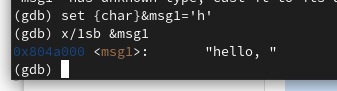 (gdb) set {char}&msg1='h'
(gdb) x/1sb &msg1
0x804a000 <msg1>:        "hello, "
(gdb)